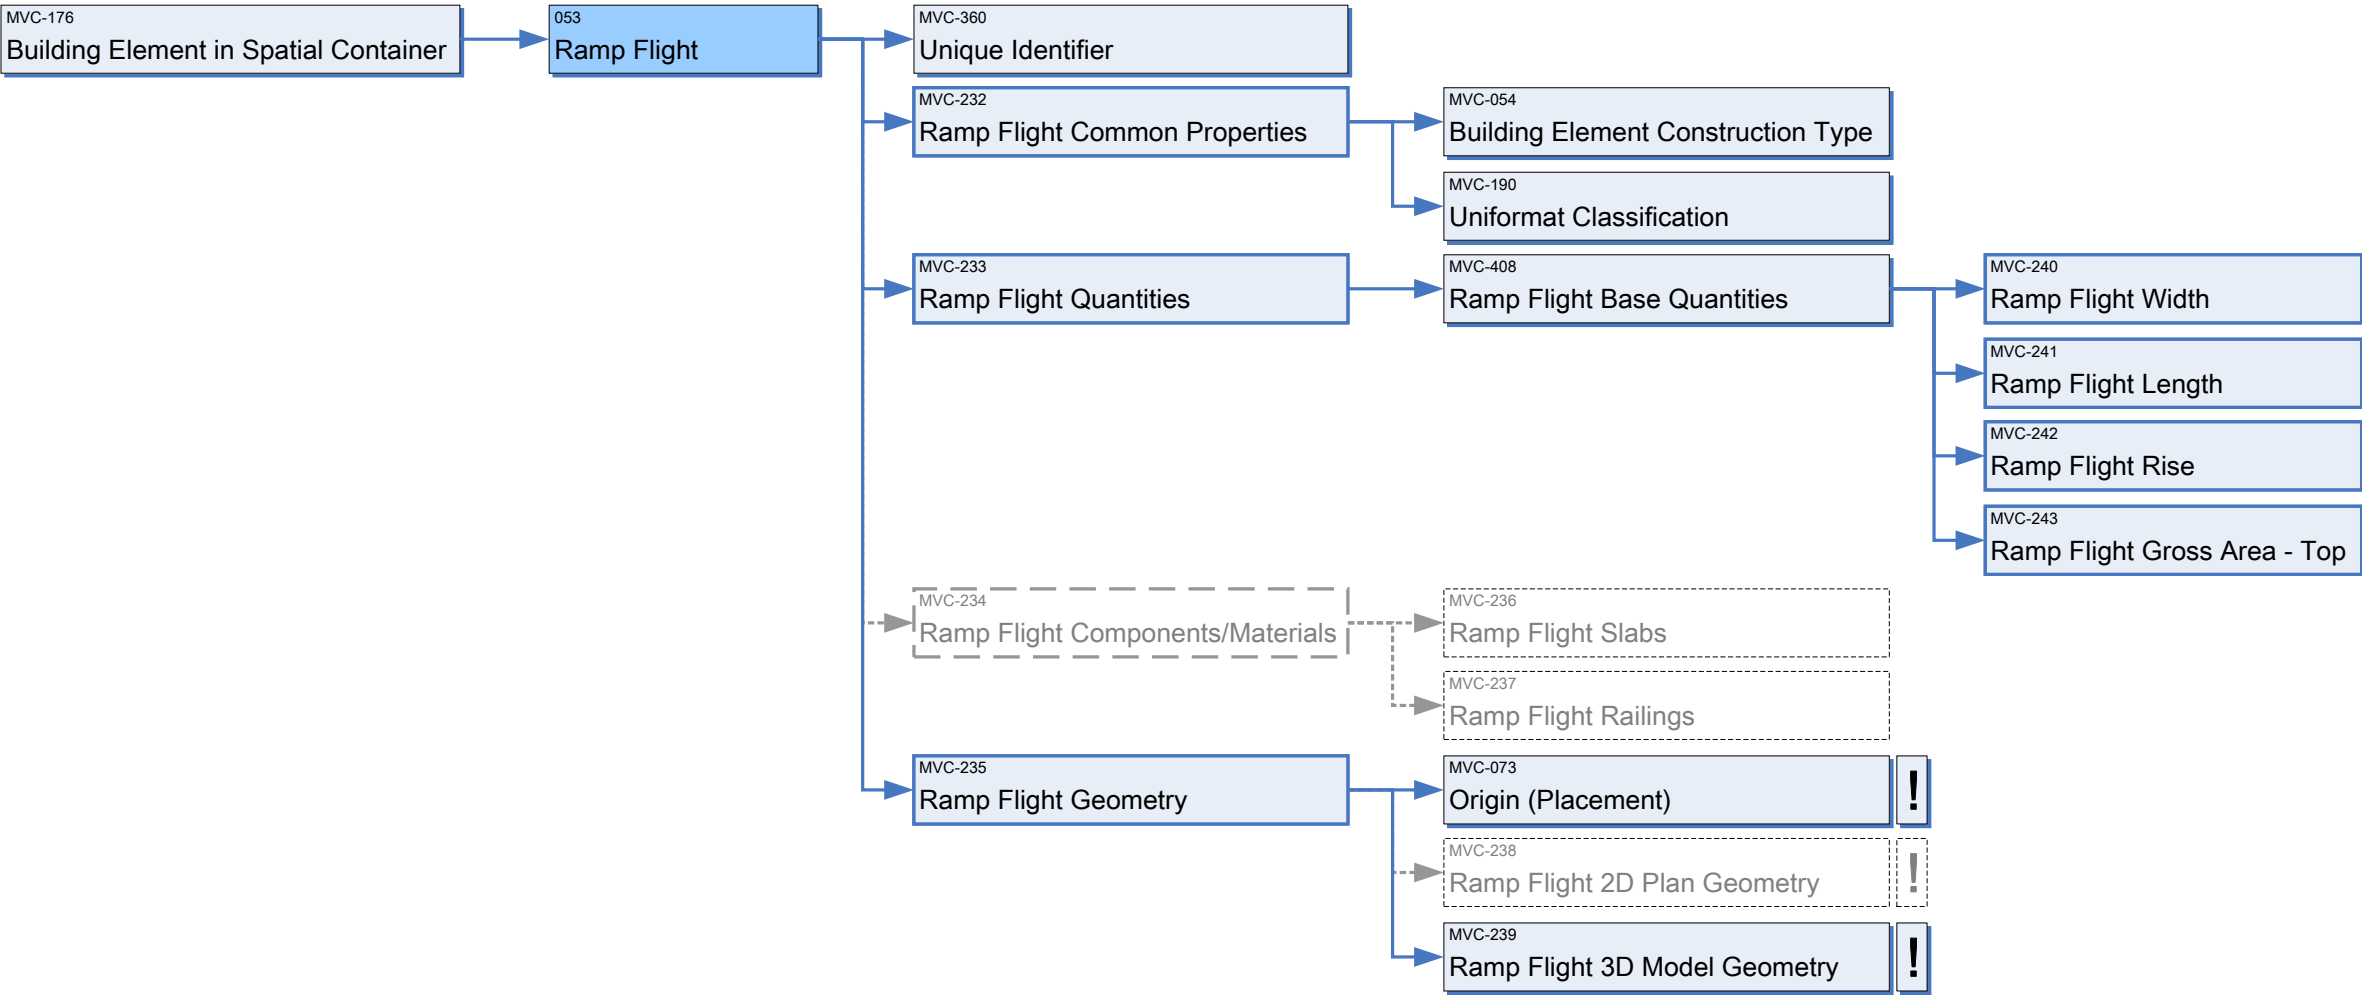 MVC-176
Building Element in Spatial Container
053
Ramp Flight
MVC-360
Unique Identifier
MVC-232
Ramp Flight Common Properties
MVC-054
Building Element Construction Type
MVC-190
Uniformat Classification
MVC-233
Ramp Flight Quantities
MVC-408
Ramp Flight Base Quantities
MVC-240
Ramp Flight Width
MVC-241
Ramp Flight Length
MVC-242
Ramp Flight Rise
MVC-243
Ramp Flight Gross Area - Top
MVC-234
Ramp Flight Components/Materials
MVC-236
Ramp Flight Slabs
MVC-237
Ramp Flight Railings
MVC-235
Ramp Flight Geometry
MVC-073
Origin (Placement)
!
MVC-238
Ramp Flight 2D Plan Geometry
!
MVC-239
Ramp Flight 3D Model Geometry
!